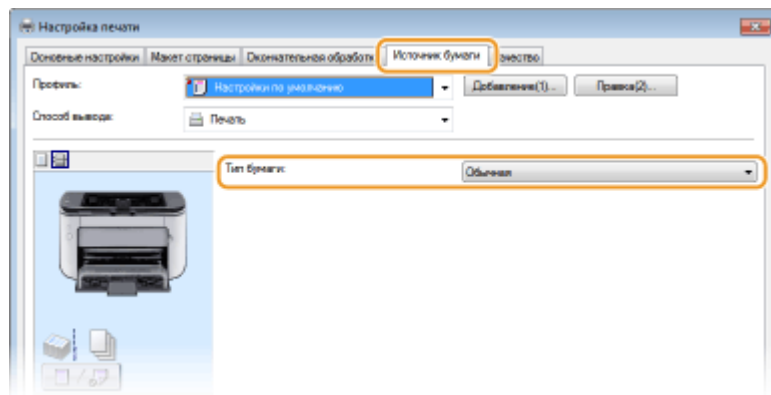 Настройка печати
Основные настройки Макет страницы Окончательная обработк Источник бумаги ачество
Профиль: Настройки по умолчанию Добавление(1)... Правка(2)...
Способ вывода: Печать
Тип бумаги: Обычная